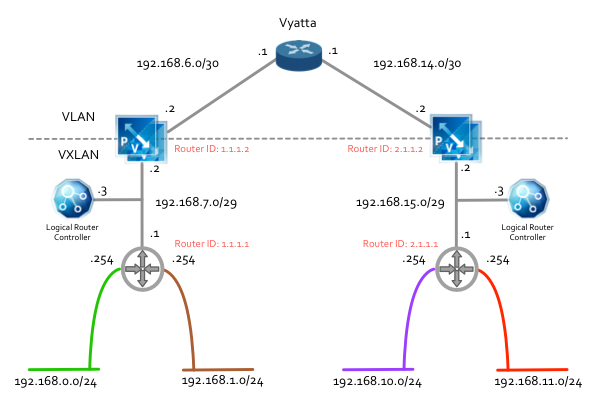 Vyatta
.1
.1
192.168.6.0/30
192.168.14.0/30
.2
.2
VLAN
P
V
P
V
VXLAN
Router ID: 1.1.1.2
Router ID: 2.1.1.2
.2
.2
.3
.3
Logical Router
Controller
192.168.7.0/29
192.168.15.0/29
Logical Router
Controller
.1
.1
Router ID: 1.1.1.1
Router ID: 2.1.1.1
.254
.254
.254
.254
192.168.0.0/24
192.168.1.0/24
192.168.10.0/24
192.168.11.0/24